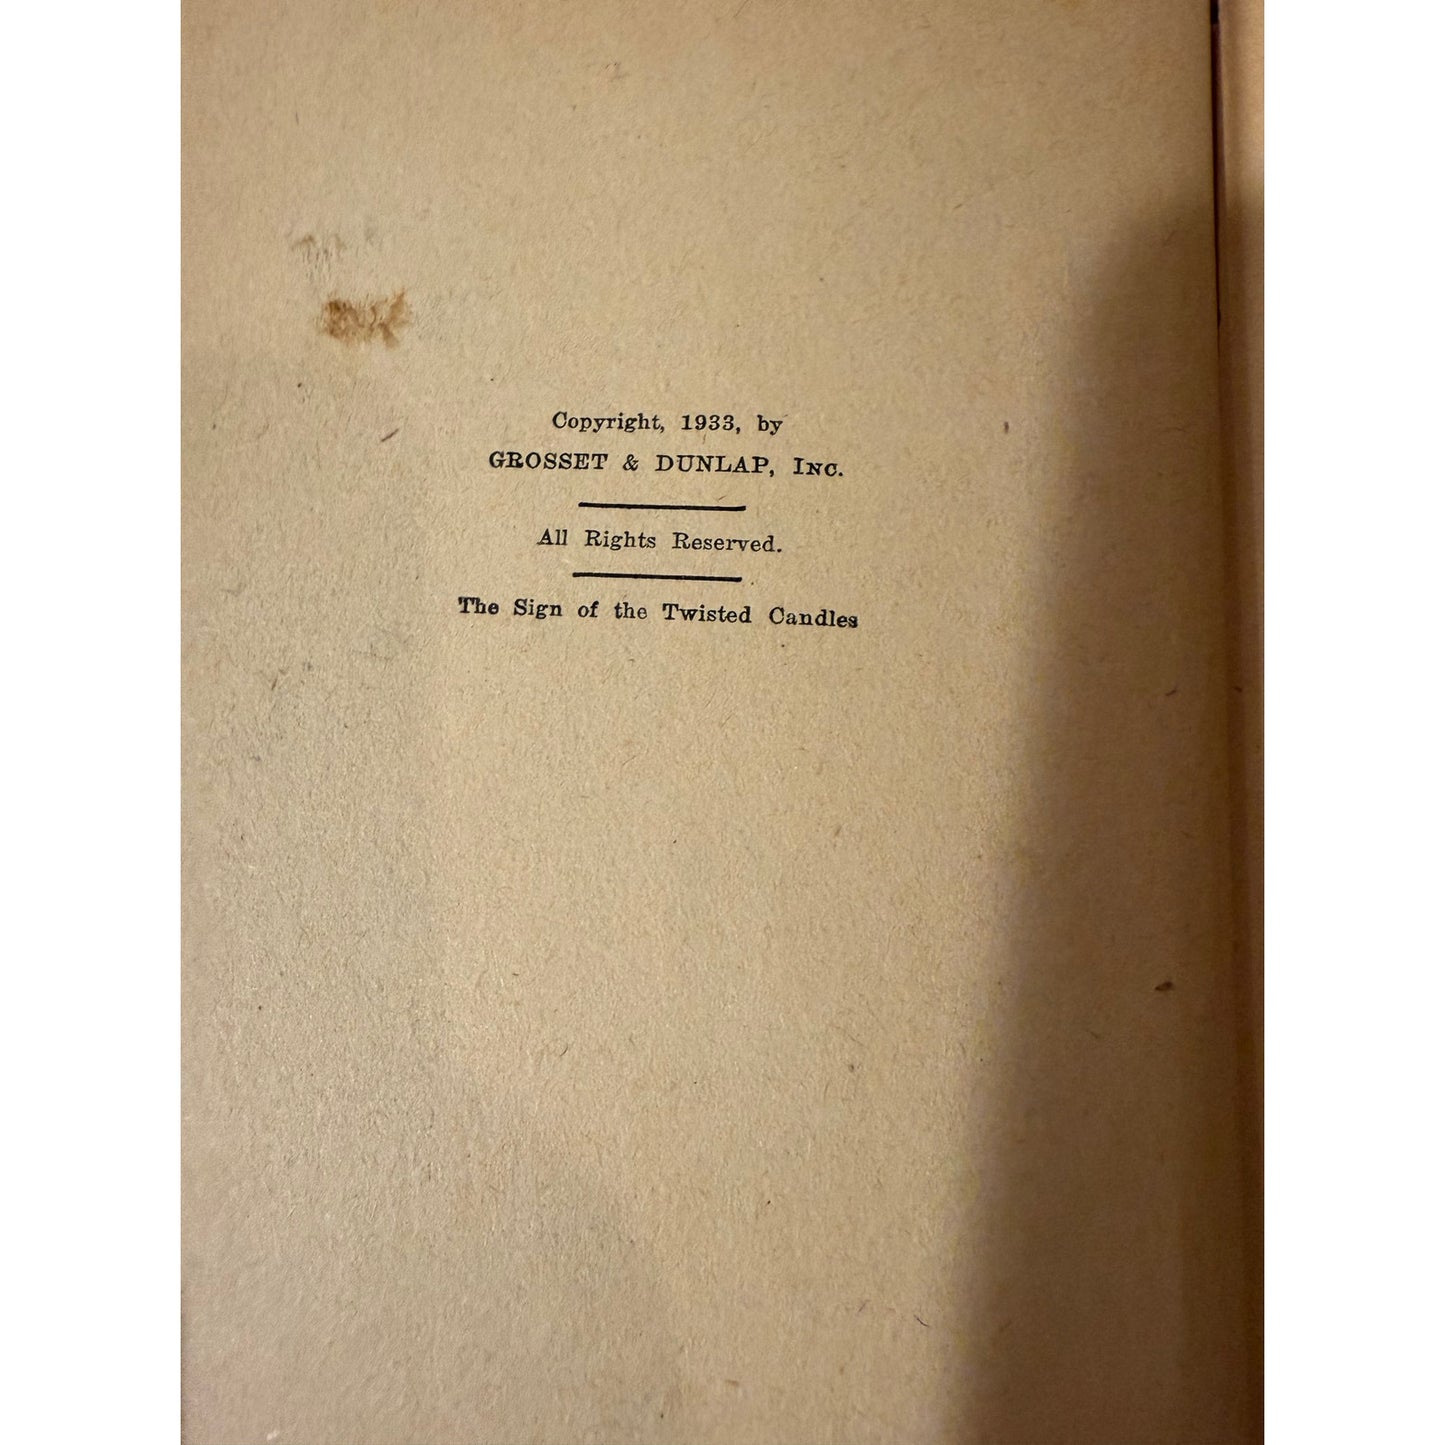 Copyright, 1933, by
GROSSET & DUNLAP, INC.
All Rights Reserved.
The Sign of the Twisted Candles